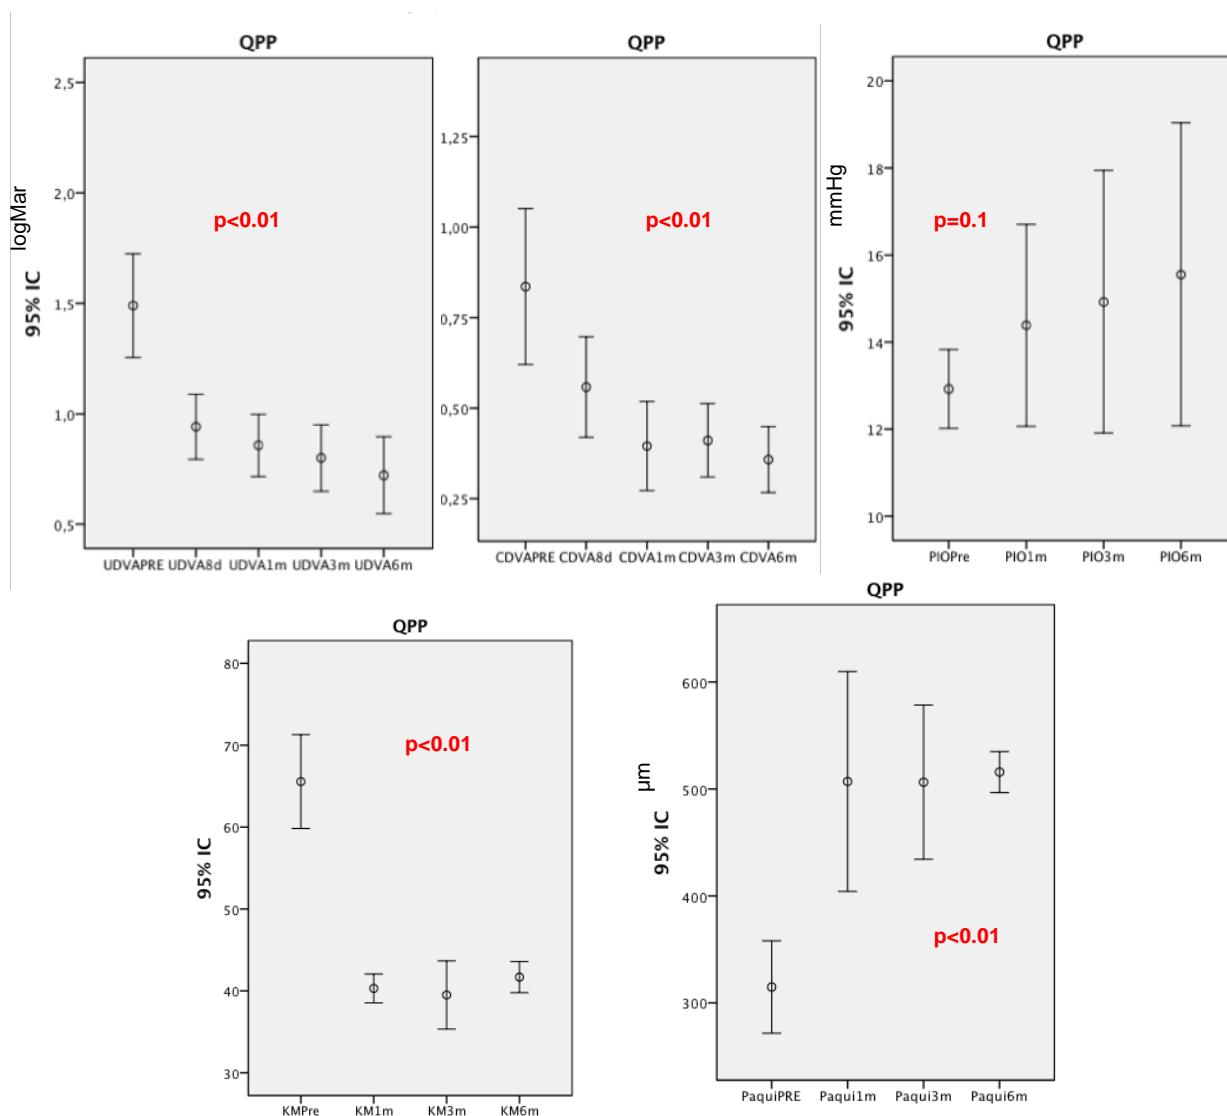 QPP
2,5
2,0
1,5
1,0
0,5
logMar
95% IC
p<0.01
UDVAPRE UDVA8d UDVA1m UDVA3m UDVA6m
QPP
1,25
1,00
0,75
0,50
0,25
p<0.01
CDVAPRE CDVA8d CDVA1m CDVA3m CDVA6m
QPP
20
18
16
14
12
10
mmHg
95% IC
p=0.1
PIOPre PIO1m PIO3m PIO6m
QPP
80
70
60
50
40
30
95% IC
p<0.01
KMPre KM1m KM3m KM6m
QPP
600
500
400
300
µm
95% IC
p<0.01
PaquiPRE Paqui1m Paqui3m Paqui6m